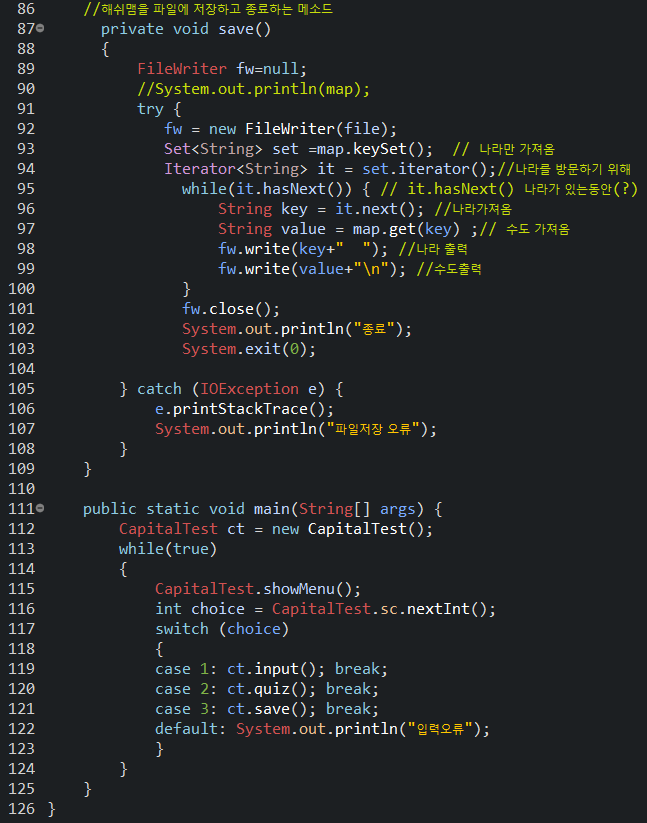 86 //해쉬맵을 파일에 저장하고 종료하는 메소드
87 private void save()
88 {
89 FileWriter fw=null;
90 //System.out.println(map);
91 try {
92 fw = new FileWriter(file);
93 Set<String> set =map.keySet();  // 나라만 가져옴
94 Iterator<String> it = set.iterator();//나라를 방문하기 위해
95 while(it.hasNext()) { // it.hasNext() 나라가 있는동안(?)
96 String key = it.next(); //나라가져옴
97 String value = map.get(key) ;// 수도 가져옴
98 fw.write(key+"  "); //나라 출력
99 fw.write(value+"\n"); //수도출력
100 }
101 fw.close();
102 System.out.println("종료");
103 System.exit(0);
104
105 } catch (IOException e) {
106 e.printStackTrace();
107 System.out.println("파일저장 오류");
108 }
109 }
110
111 public static void main(String[] args) {
112 CapitalTest ct = new CapitalTest();
113 while(true)
114 {
115 CapitalTest.showMenu();
116 int choice = CapitalTest.sc.nextInt();
117 switch (choice)
118 {
119 case 1: ct.input(); break;
120 case 2: ct.quiz(); break;
121 case 3: ct.save(); break;
122 default: System.out.println("입력오류");
123 }
124 }
125 }
126 }